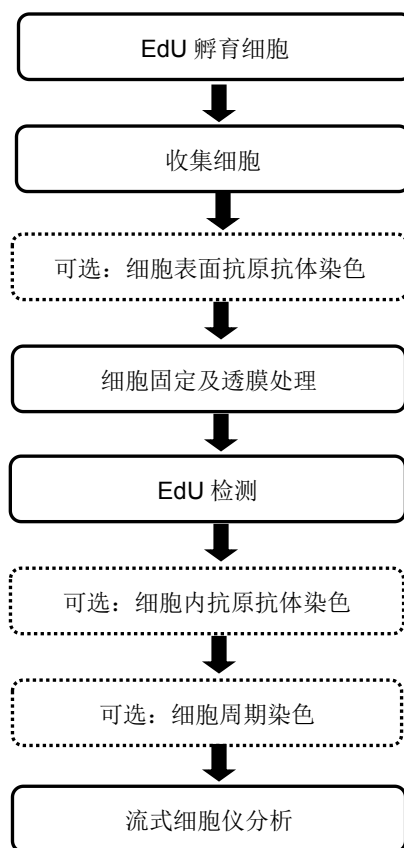 EdU 孵育细胞
收集细胞
可选：细胞表面抗原抗体染色
细胞固定及透膜处理
EdU 检测
可选：细胞内抗原抗体染色
可选：细胞周期染色
流式细胞仪分析